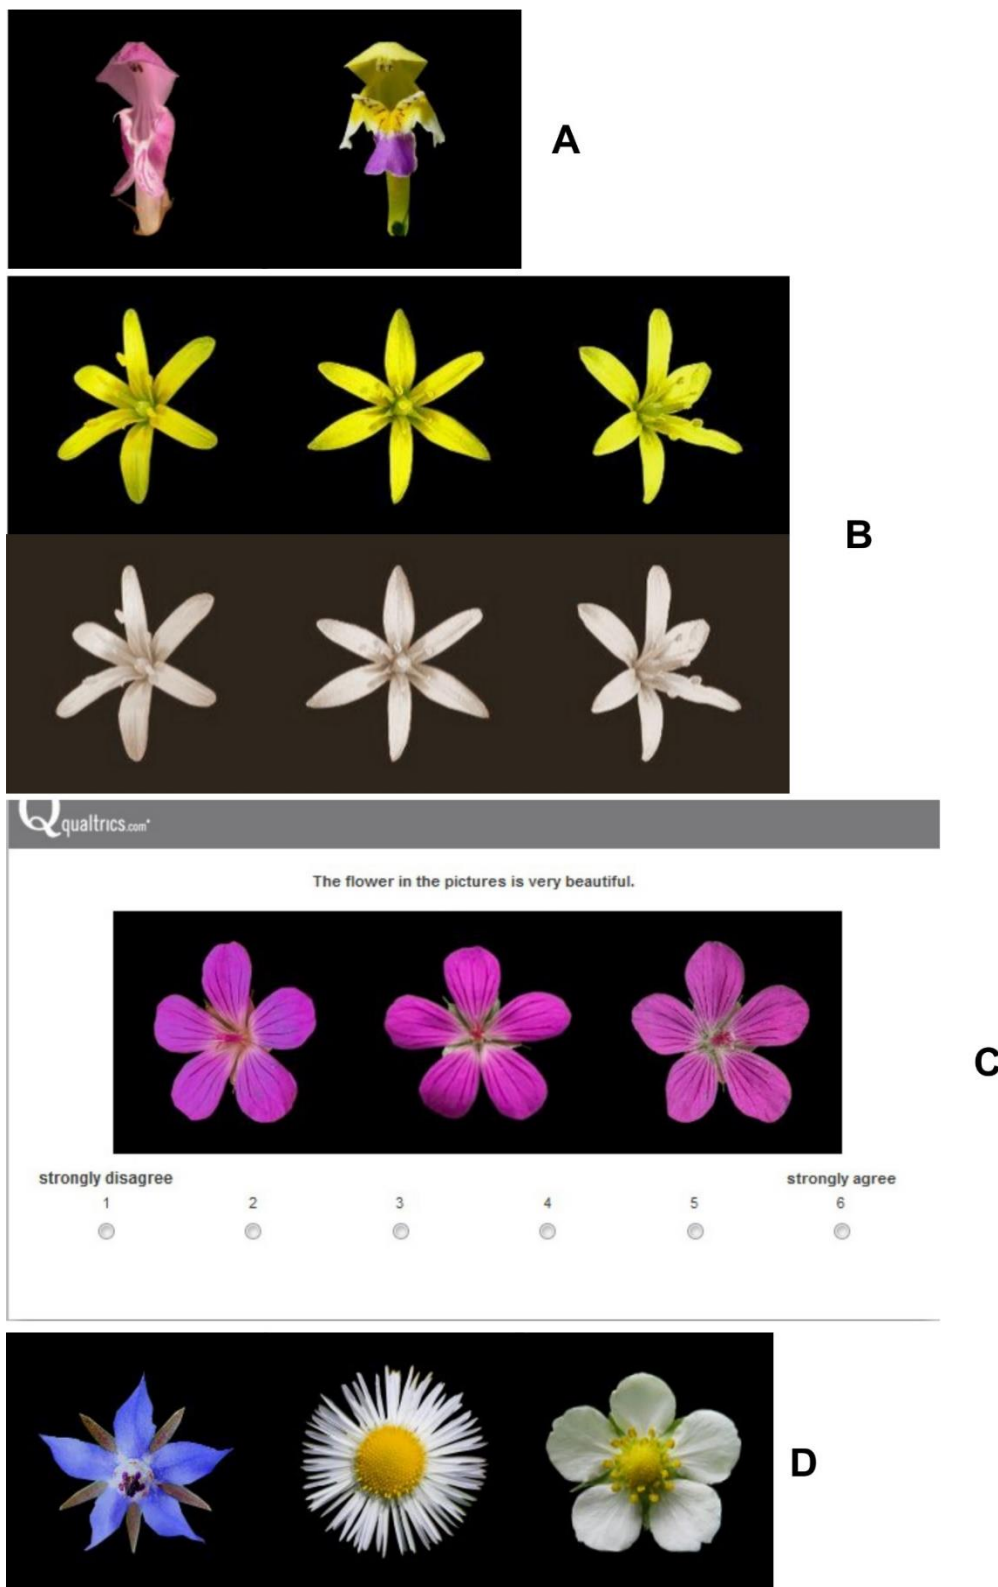 A
B
Qualtrics.com
The flower in the pictures is very beautiful.
C
strongly disagree
strongly agree
1 2 3 4 5 6
D